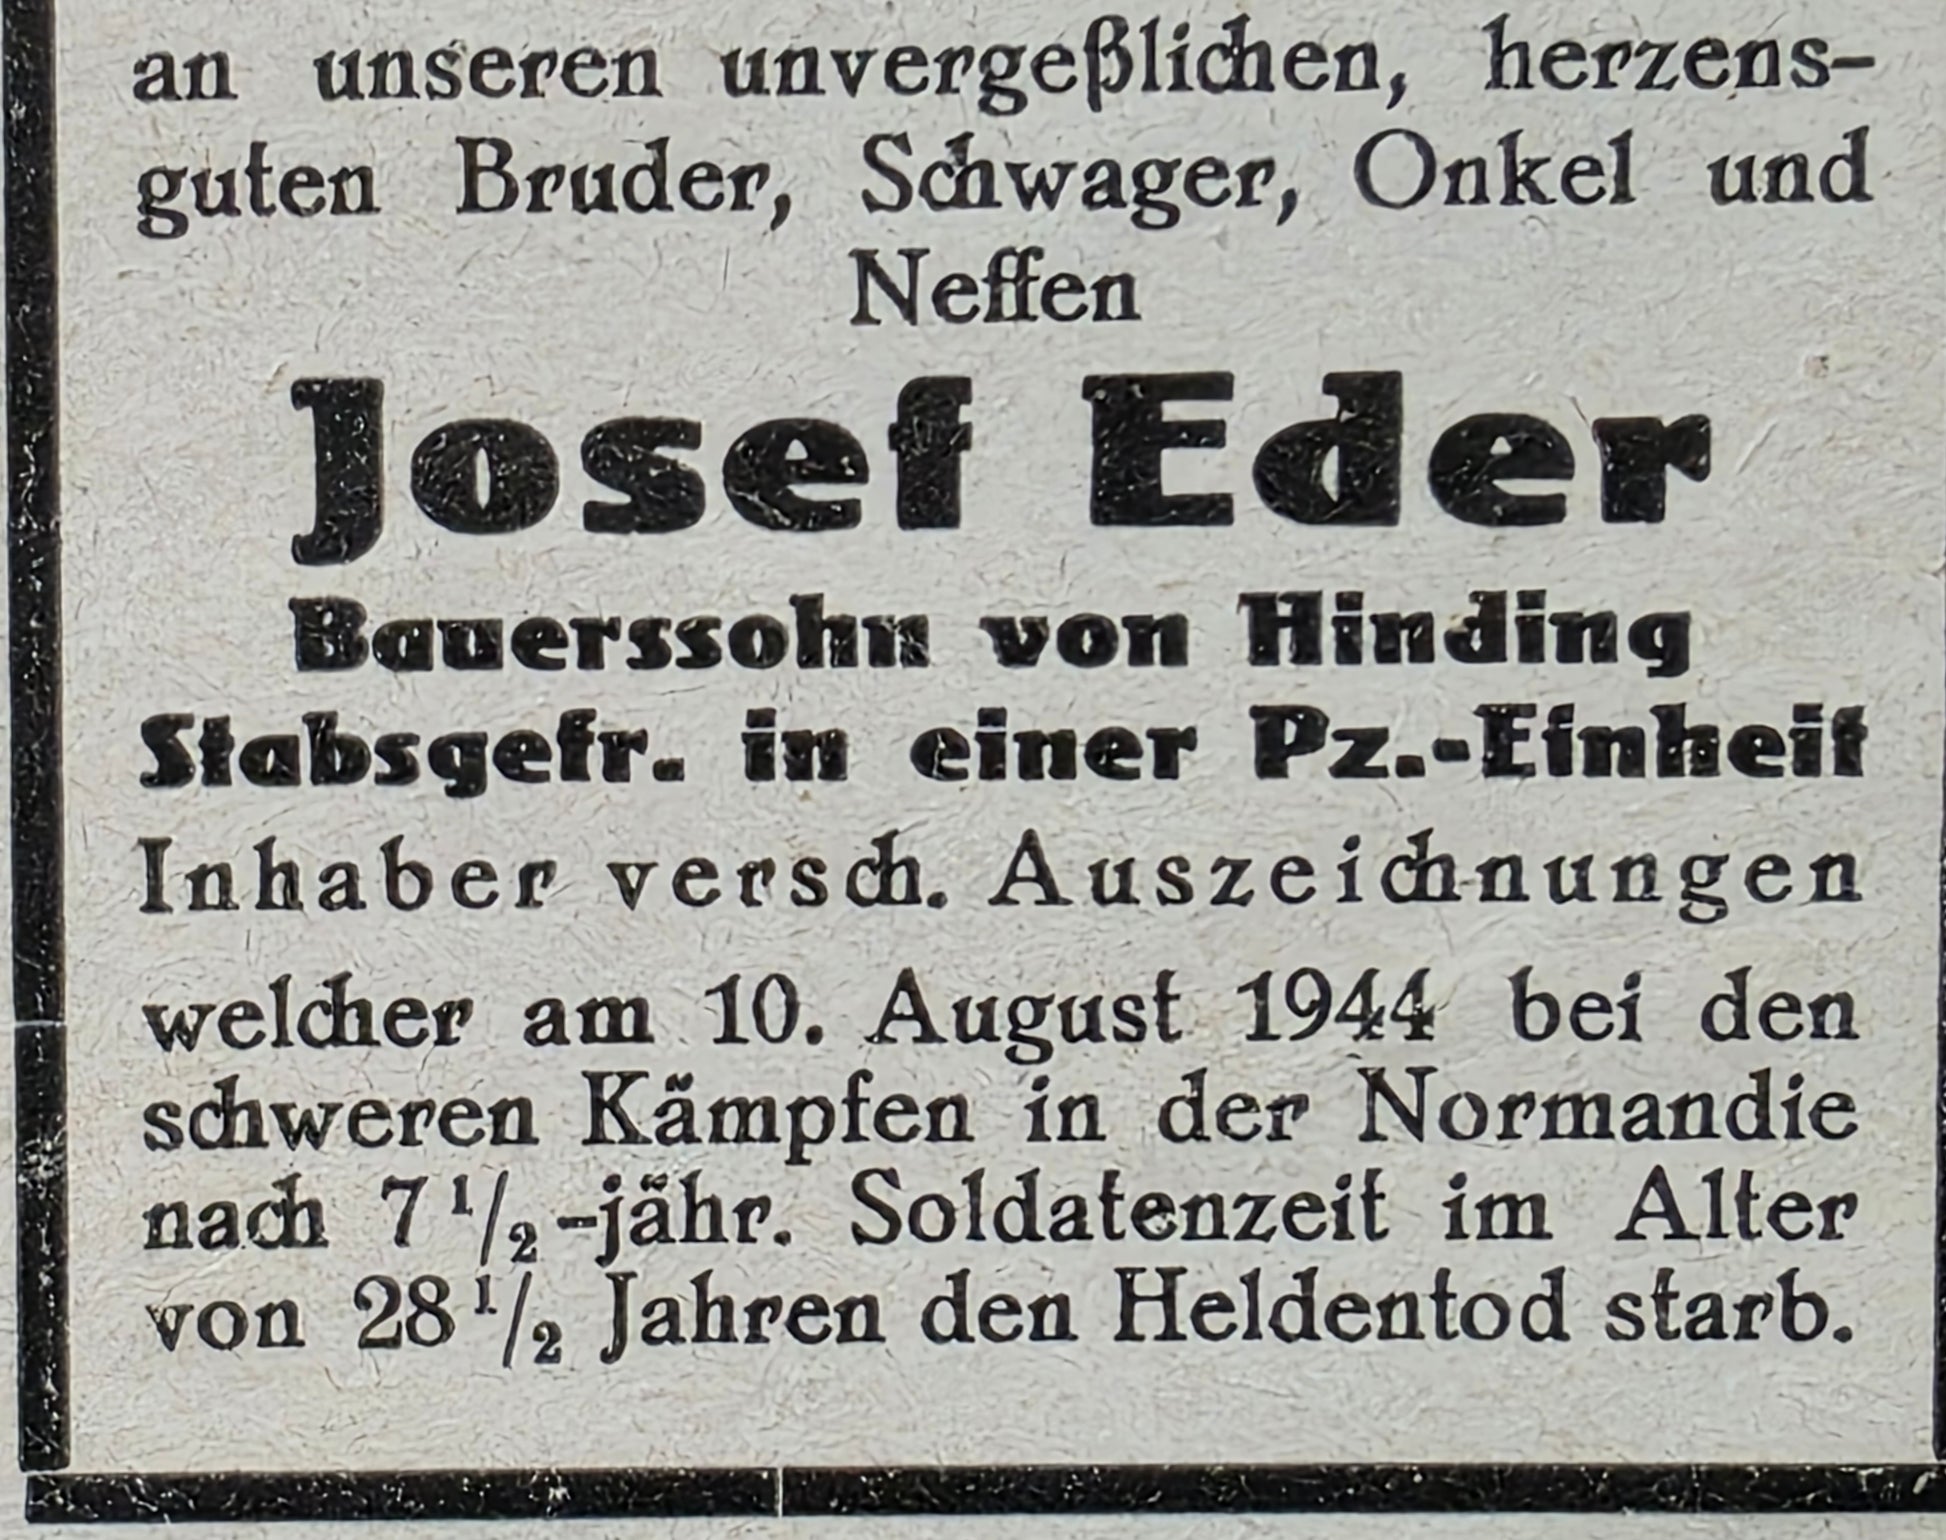 an unseren unvergeßlichen, herzens-
guten Bruder, Schwager, Onkel und
Neffen
Josef Eder
Bauerssohn von Hinding
Stabsgefr. in einer Pz.-Einheit
Inhaber versch. Auszeichnungen
welcher am 10. August 1944 bei den
schweren Kämpfen in der Normandie
nach 7 1/2-jähr. Soldatenzeit im Alter
von 28 1/2 Jahren den Heldentod starb.